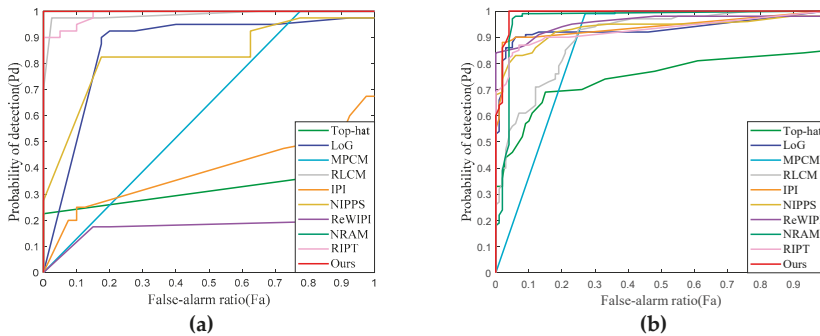 Probability of detection(Pd)
1
0.9
0.8
0.7
0.6
0.5
0.4
0.3
0.2
0.1
0
0 0.1 0.2 0.3 0.4 0.5 0.6 0.7 0.8 0.9 1
False-alarm ratio(Fa)
Top-hat
LoG
MPCM
RLCM
IPI
NIPPS
ReWIPI
NRAM
RIPT
Ours
(a)
Probability of detection(Pd)
1
0.9
0.8
0.7
0.6
0.5
0.4
0.3
0.2
0.1
0
0 0.1 0.2 0.3 0.4 0.5 0.6 0.7 0.8 0.9
False-alarm ratio(Fa)
Top-hat
LoG
MPCM
RLCM
IPI
NIPPS
ReWIPI
NRAM
RIPT
Ours
(b)